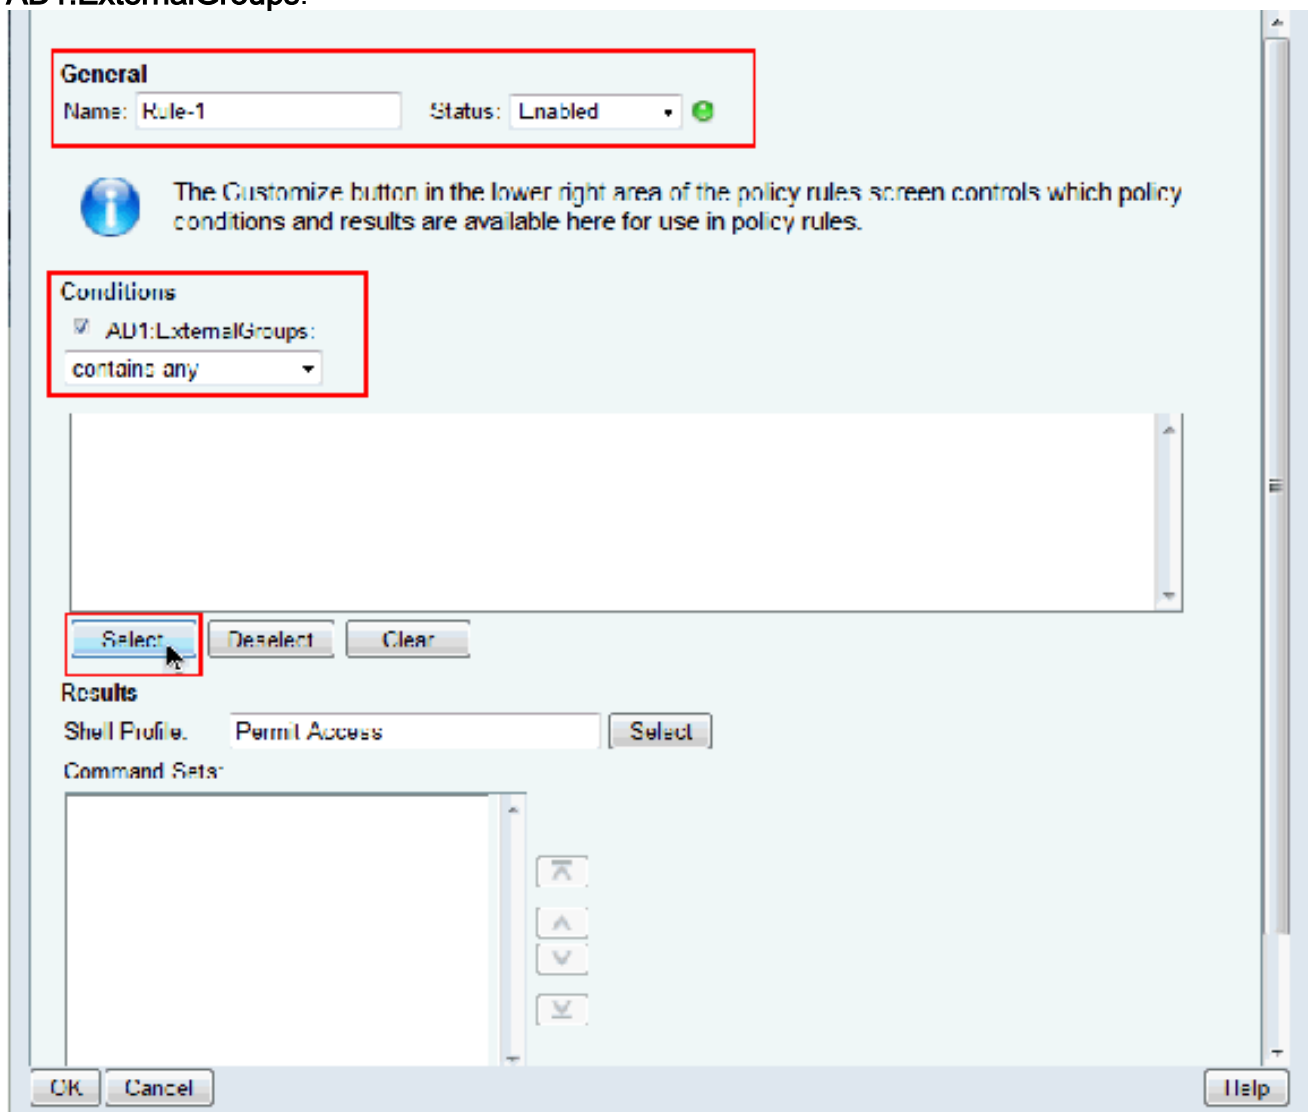 AD1:ExternalGroups.
General
Name: Rule-1 Status: Enabled
The Customize button in the lower right area of the policy rules screen controls which policy
conditions and results are available here for use in policy rules.
Conditions
AD1:ExternalGroups:
contains any
Select Deselect Clear
Results
Shell Profile: Permit Access Select
Command Sets:
OK Cancel Help